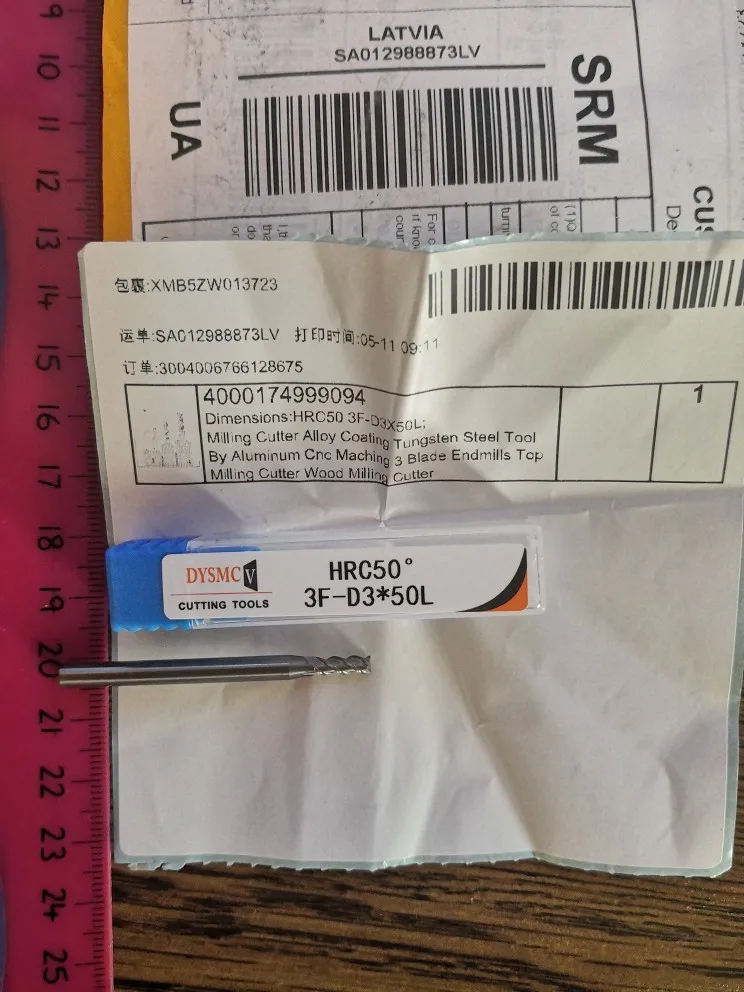 LATVIA
SA012988873LV
UA
SRM
包裹:XMB5ZW013723
运单:SA012988873LV 打印时间:05-11 09:11
订单:3004006766128675
4000174999094
1
Dimensions:HRC50 3F-D3X50L;
Milling Cutter Alloy Coating Tungsten Steel Tool
By Aluminum Cnc Maching 3 Blade Endmills Top
Milling Cutter Wood Milling Cutter
DYSMC V
CUTTING TOOLS
HRC50°
3F-D3*50L
9
10
11
12
13
14
15
16
17
18
19
20
21
22
23
24
25